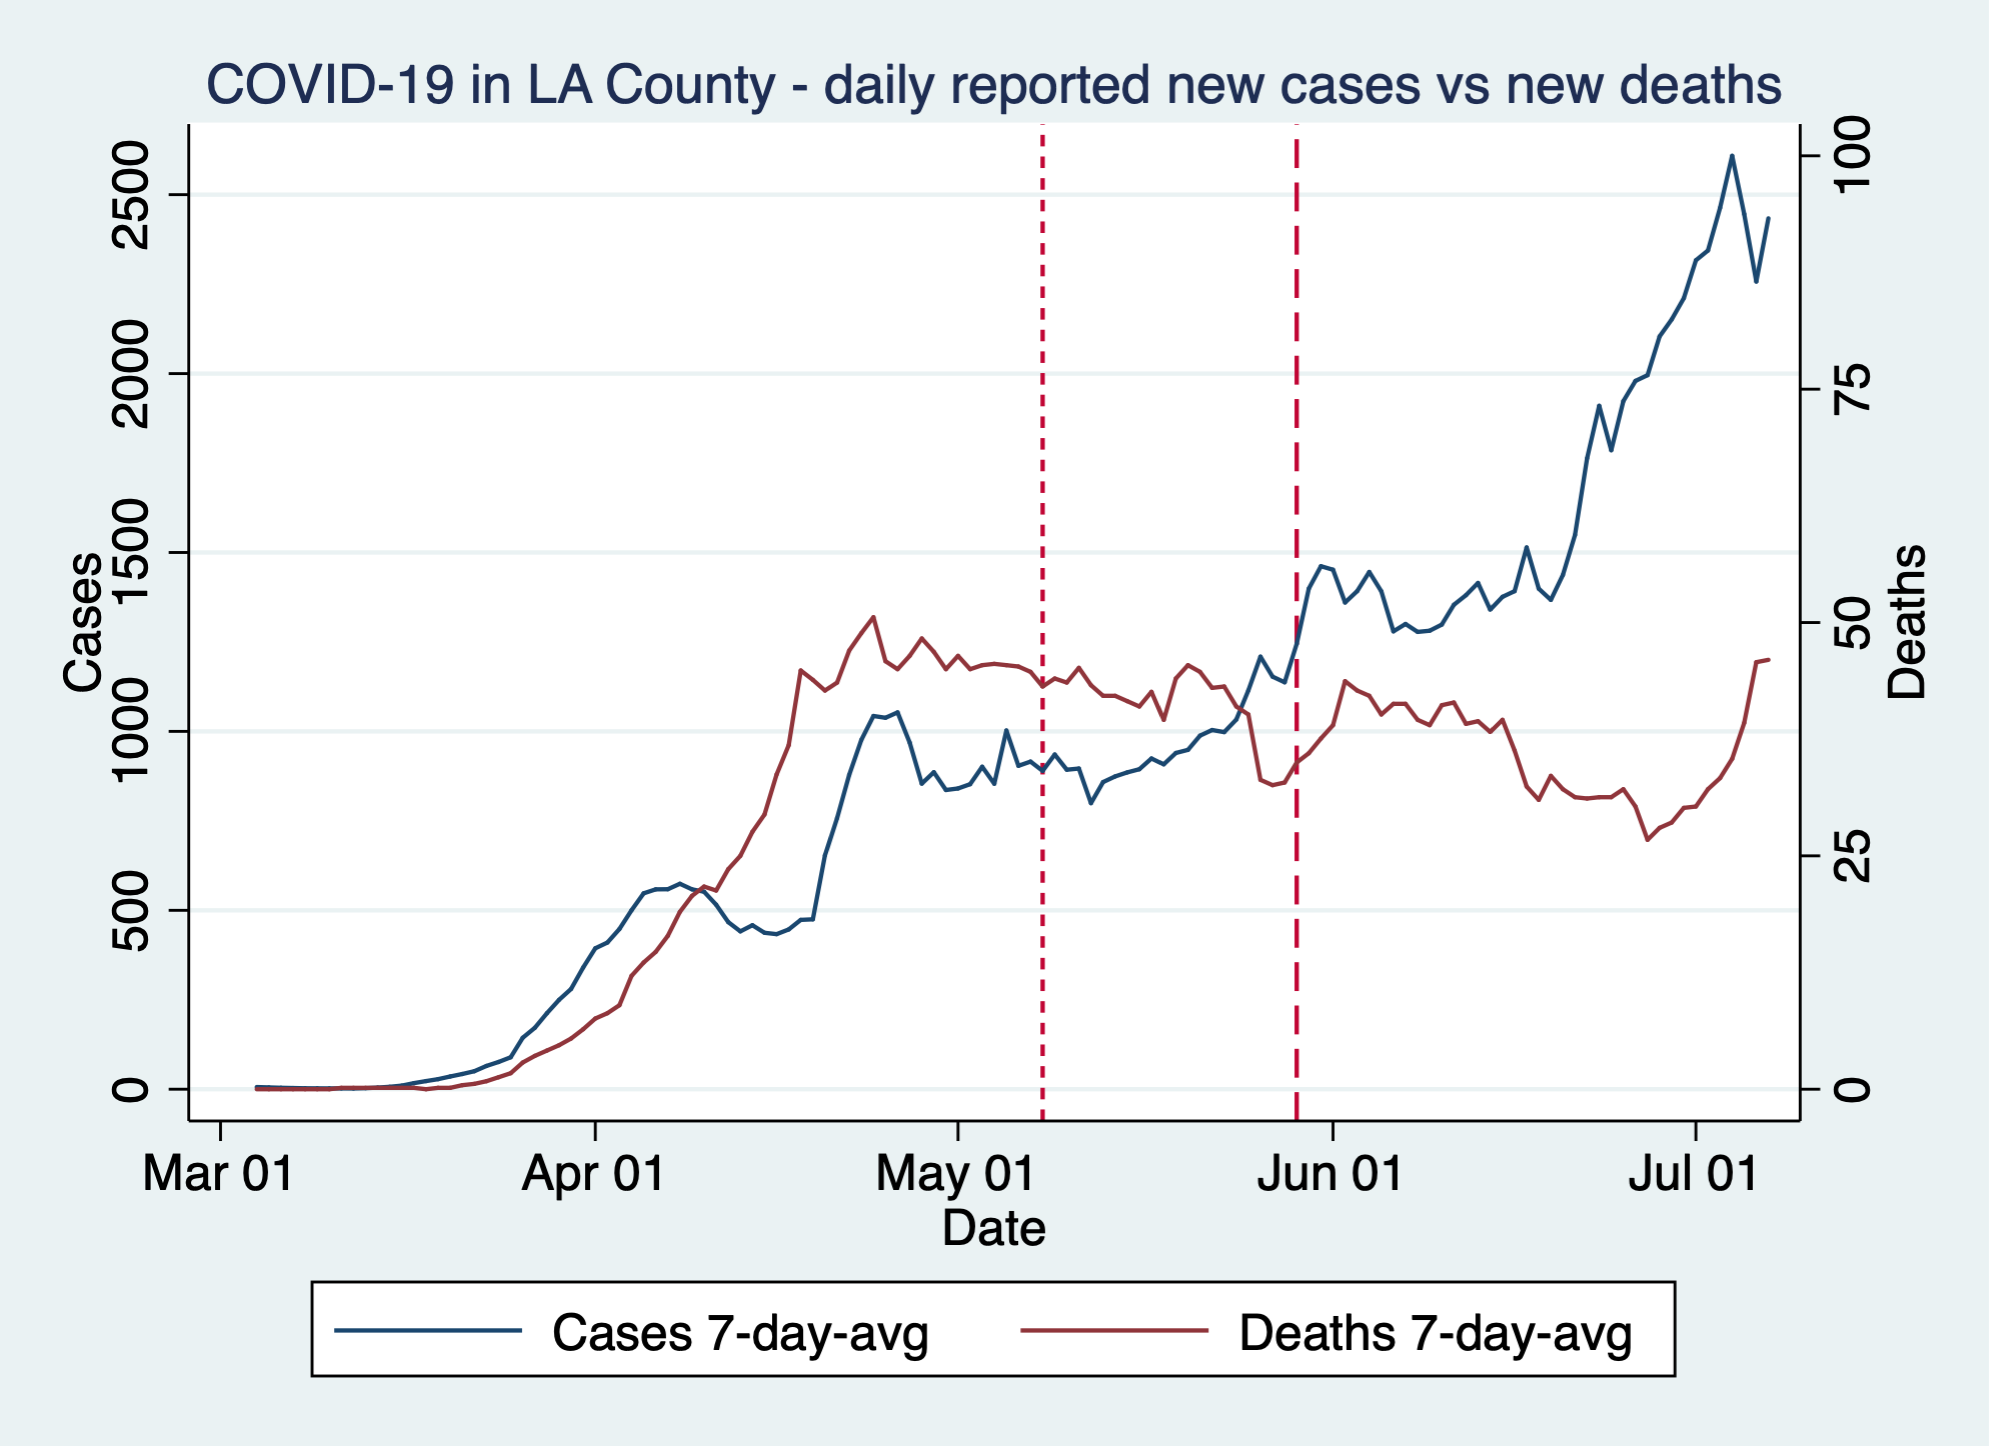 COVID-19 in LA County - daily reported new cases vs new deaths
Cases
2500
2000
1500
1000
500
0
100
75
50
25
0
Deaths
Mar 01
Apr 01
May 01
Jun 01
Jul 01
Date
Cases 7-day-avg
Deaths 7-day-avg